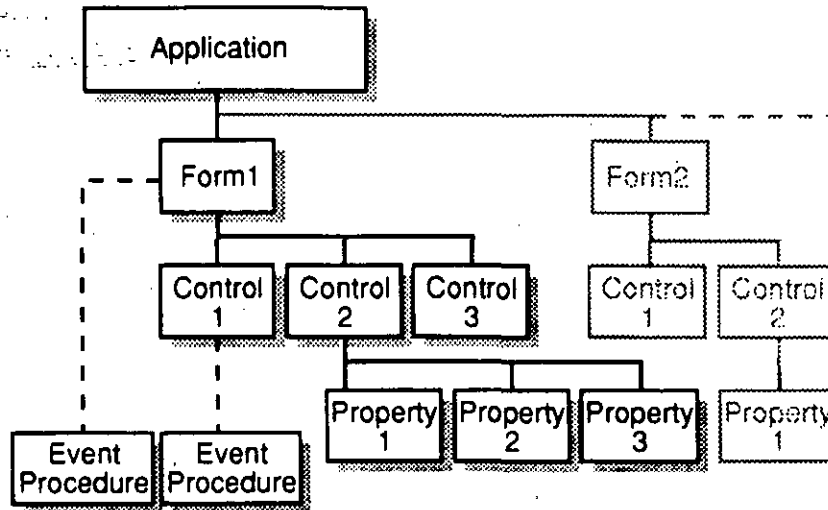 Application
Form1
Form2
Control
1
Control
2
Control
3
Control
1
Control
2
Property
1
Property
2
Property
3
Property
1
Event
Procedure
Event
Procedure